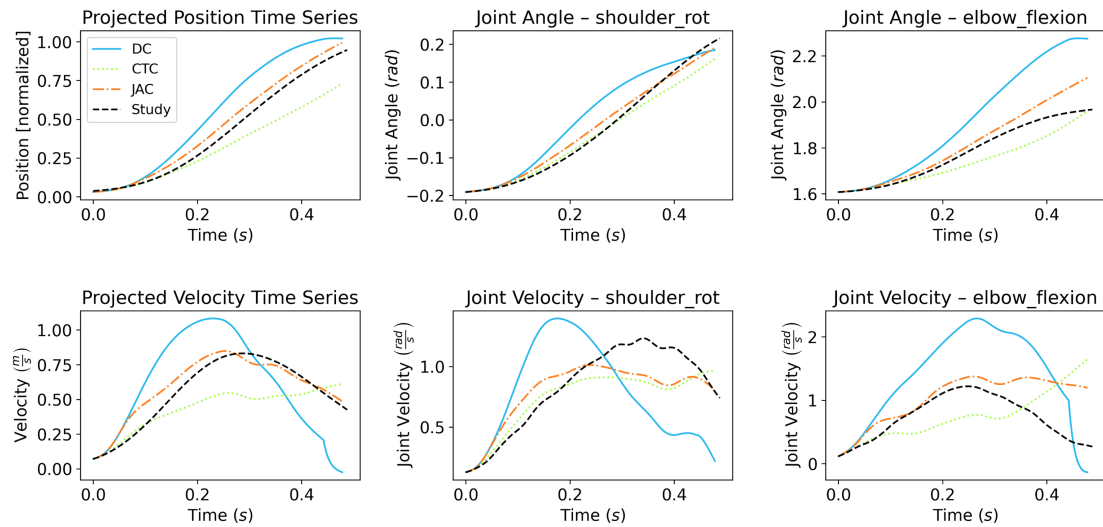 Projected Position Time Series
Position [normalized]
1.00
0.75
0.50
0.25
0.00
DC
CTC
JAC
Study
0.0
0.2
0.4
Time (s)
Joint Angle – shoulder_rot
Joint Angle (rad)
0.2
0.1
0.0
−0.1
−0.2
0.0
0.2
0.4
Time (s)
Joint Angle – elbow_flexion
Joint Angle (rad)
2.2
2.0
1.8
1.6
0.0
0.2
0.4
Time (s)
Projected Velocity Time Series
Velocity (m/s)
1.00
0.75
0.50
0.25
0.00
0.0
0.2
0.4
Time (s)
Joint Velocity – shoulder_rot
Joint Velocity (rad/s)
1.0
0.5
0.0
0.2
0.4
Time (s)
Joint Velocity – elbow_flexion
Joint Velocity (rad/s)
2
1
0
0.0
0.2
0.4
Time (s)